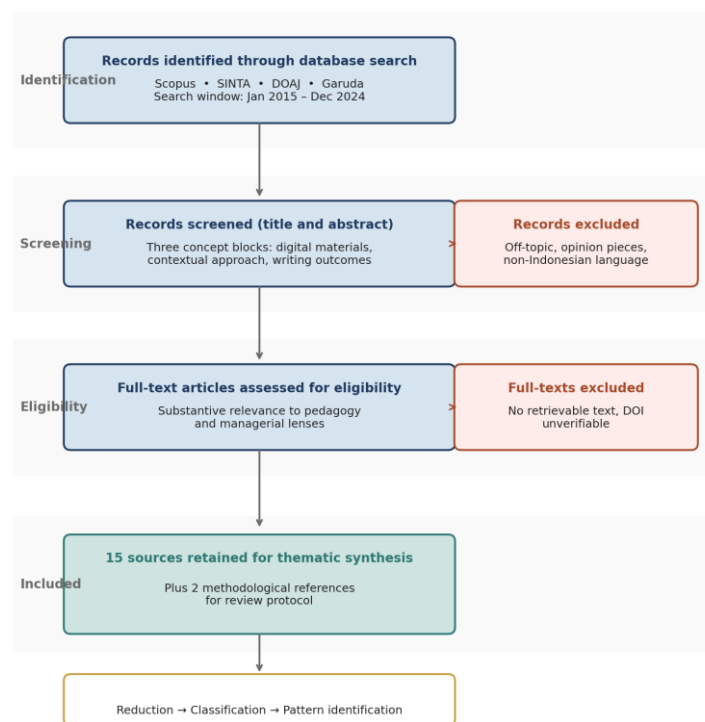 Identification
Records identified through database search
Scopus • SINTA • DOAJ • Garuda
Search window: Jan 2015 – Dec 2024
Screening
Records screened (title and abstract)
Three concept blocks: digital materials,
contextual approach, writing outcomes
Records excluded
Off-topic, opinion pieces,
non-Indonesian language
Eligibility
Full-text articles assessed for eligibility
Substantive relevance to pedagogy
and managerial lenses
Full-texts excluded
No retrievable text, DOI
unverifiable
Included
15 sources retained for thematic synthesis
Plus 2 methodological references
for review protocol
Reduction → Classification → Pattern identification